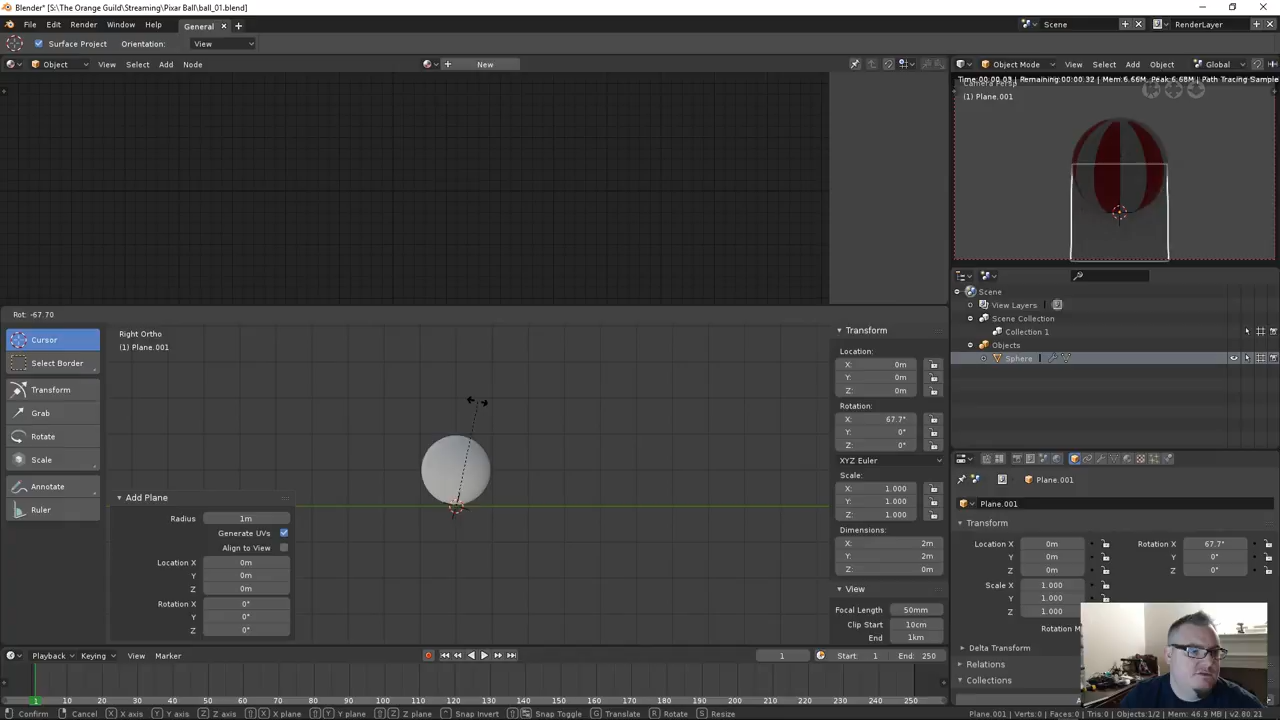 Blender* [S:\The Orange Guild\Streaming\Pixar Ball\ball_01.blend]
File Edit Render Window Help General Scene RenderLayer
Surface Project Orientation: View
Object View Select Add Node New Object Mode View Select Add Object Global
Time:00:00.03 | Remaining:00:00.32 | Mem:6.66M, Peak:6.68M | Path Tracing Sample
Camera Persp
(1) Plane.001
Scene
View Layers
Scene Collection
Collection 1
Objects
Sphere
Rot: -67.70
Cursor
Select Border
Transform
Grab
Rotate
Scale
Annotate
Ruler
Right Ortho
(1) Plane.001
Add Plane
Radius 1m
Generate UVs
Align to View
Location X 0m
Y 0m
Z 0m
Rotation X 0°
Y 0°
Z 0°
Transform
Location:
X: 0m
Y: 0m
Z: 0m
Rotation:
X: 67.7°
Y: 0°
Z: 0°
XYZ Euler
Scale:
X: 1.000
Y: 1.000
Z: 1.000
Dimensions:
X: 2m
Y: 2m
Z: 0m
View
Focal Length 50mm
Clip Start 10cm
End 1km
Plane.001
Plane.001
Transform
Location X 0m Rotation X 67.7°
Y 0m Y 0°
Z 0m Z 0°
Scale X 1.000
Y 1.000
Z 1.000
Rotation M
Delta Transform
Relations
Collections
Playback Keying View Marker 1 Start: 1 End: 250
1 10 20 30 40 50 60 70 80 90 100 110 120 130 140 150 160 170 180 190 200 210 220 230 240 250
Confirm Cancel X axis Y axis Z axis X plane Y plane Z plane Snap Invert Snap Toggle Translate Rotate Resize Plane.001 | Verts:0 | Faces:0 | Tris:0 | Objects:1/2 | Mem: 46.9 MB | v2.80.21